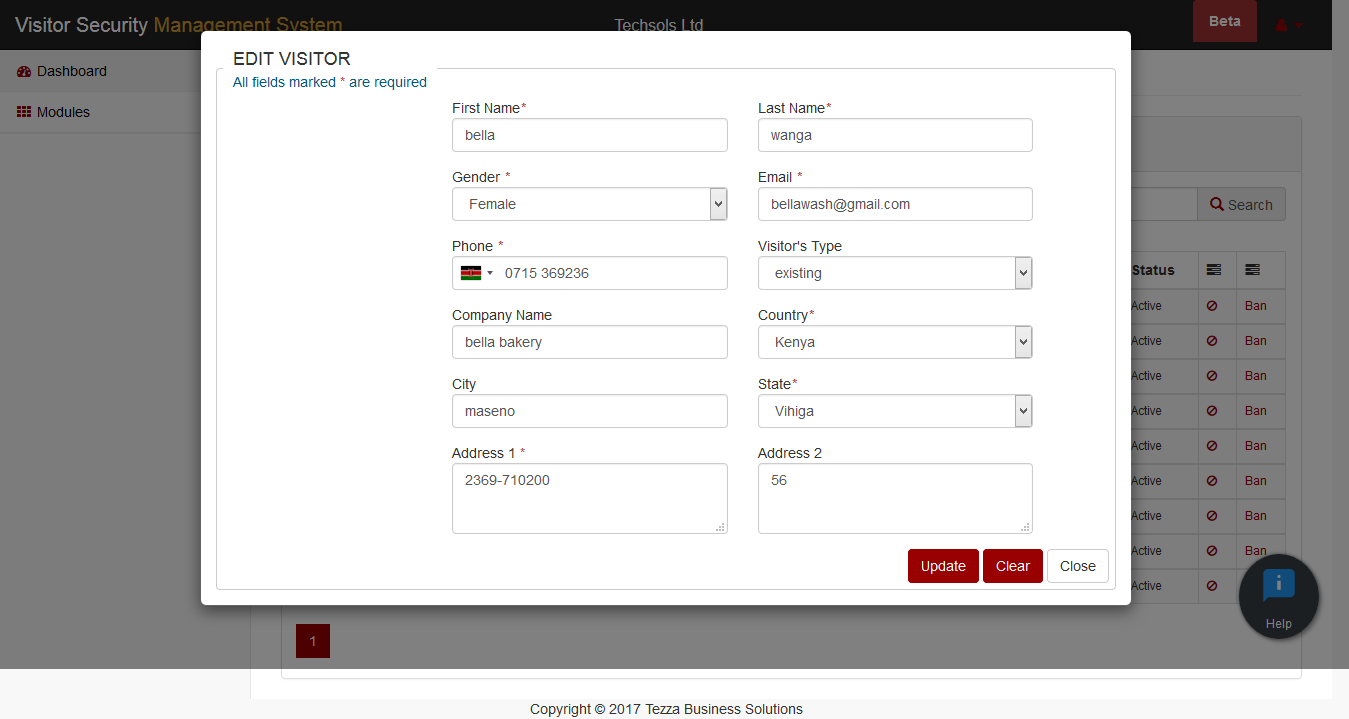 Visitor Security Management System
Techsols Ltd
Beta
Dashboard
Modules
EDIT VISITOR
All fields marked * are required
First Name* Last Name*
bella wanga
Gender * Email *
Female bellawash@gmail.com
Phone * Visitor's Type
0715 369236 existing
Company Name Country*
bella bakery Kenya
City State*
maseno Vihiga
Address 1 * Address 2
2369-710200 56
Update Clear Close
Search
Status
Active Ban
Active Ban
Active Ban
Active Ban
Active Ban
Active Ban
Active Ban
Active Ban
Active
Help
1
Copyright © 2017 Tezza Business Solutions